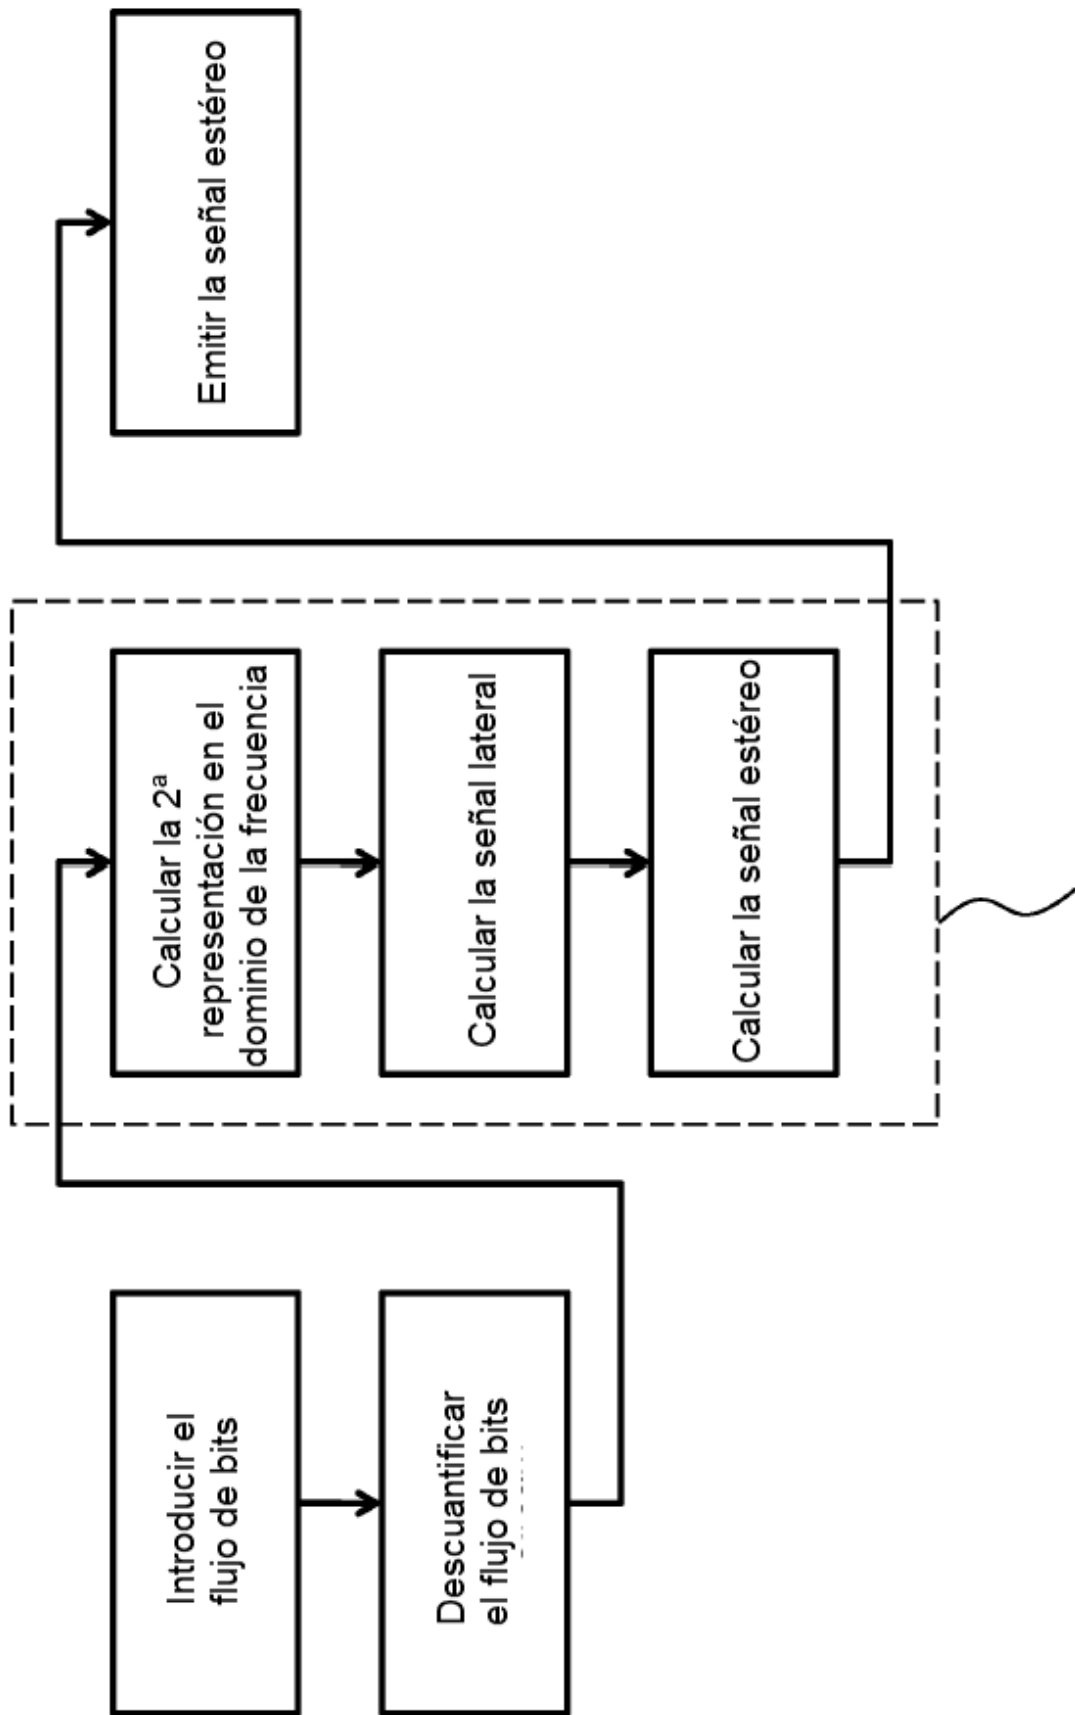 Introducir el
flujo de bits
Descuantificar
el flujo de bits
Calcular la 2ª
representación en el
dominio de la frecuencia
Calcular la señal lateral
Calcular la señal estéreo
Emitir la señal estéreo